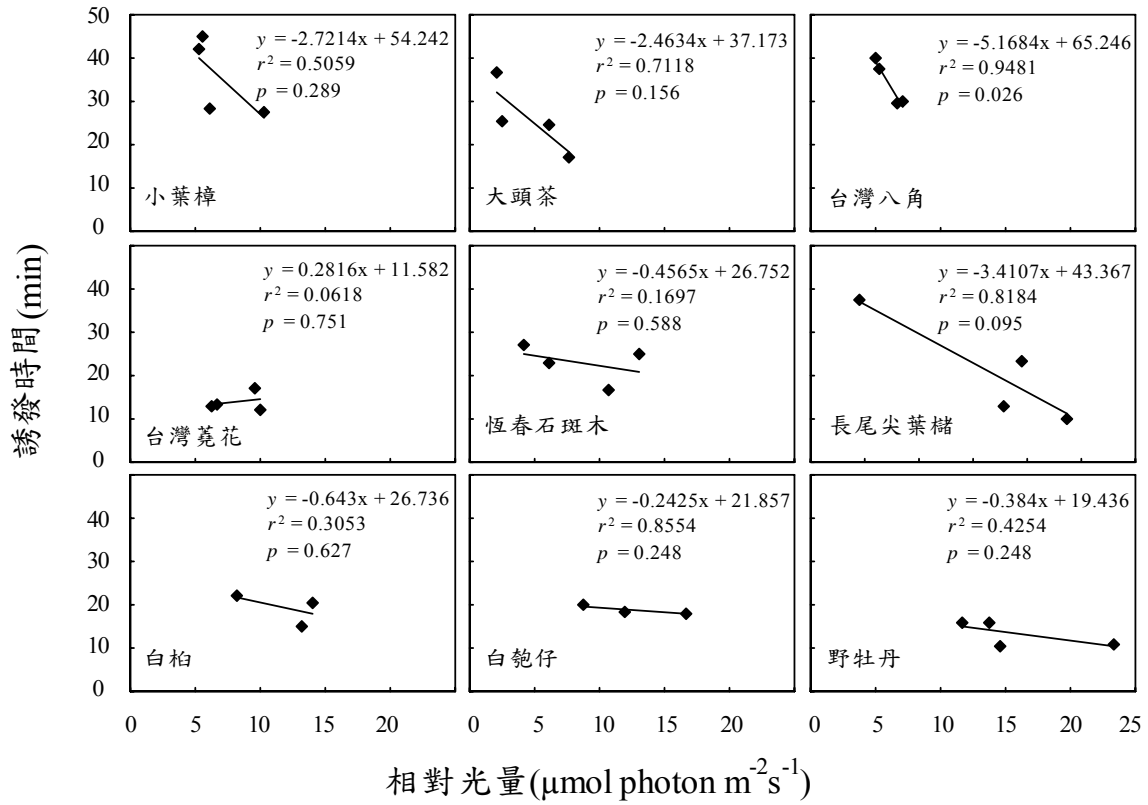 50
40
30
20
10
0
y = -2.7214x + 54.242
r² = 0.5059
p = 0.289
小葉樟
y = -2.4634x + 37.173
r² = 0.7118
p = 0.156
大頭茶
y = -5.1684x + 65.246
r² = 0.9481
p = 0.026
台灣八角
誘發時間(min)
40
30
20
10
0
y = 0.2816x + 11.582
r² = 0.0618
p = 0.751
台灣蕘花
y = -0.4565x + 26.752
r² = 0.1697
p = 0.588
恆春石斑木
y = -3.4107x + 43.367
r² = 0.8184
p = 0.095
長尾尖葉櫧
40
30
20
10
0
y = -0.643x + 26.736
r² = 0.3053
p = 0.627
白桕
y = -0.2425x + 21.857
r² = 0.8554
p = 0.248
白匏仔
y = -0.384x + 19.436
r² = 0.4254
p = 0.248
野牡丹
0 5 10 15 20 0 5 10 15 20 0 5 10 15 20 25
相對光量(μmol photon m⁻²s⁻¹)